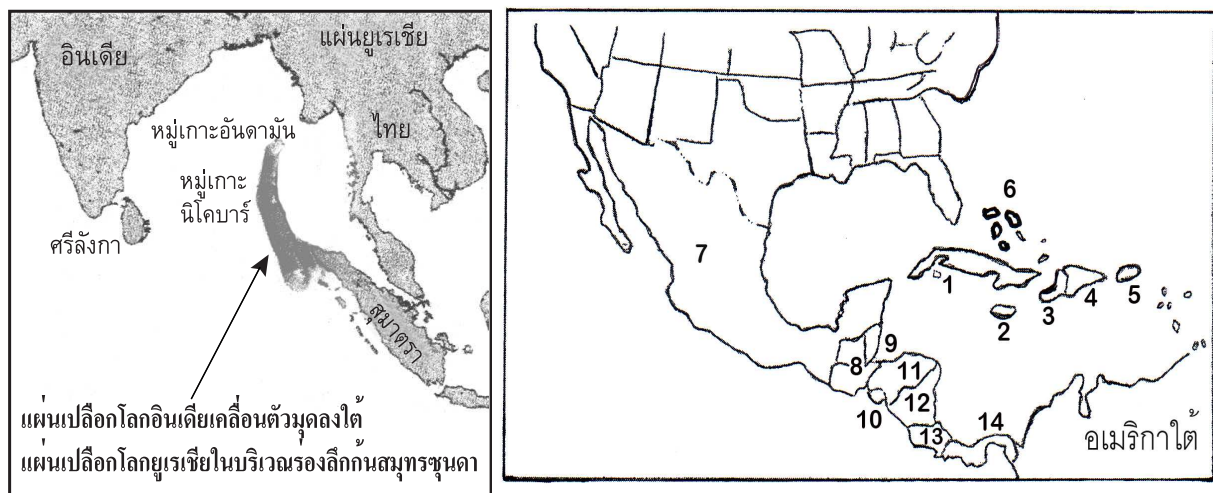 อินเดีย
แผ่นยูเรเชีย
หมู่เกาะอันดามัน
ไทย
หมู่เกาะ
นิโคบาร์
ศรีลังกา
สุมาตรา
แผ่นเปลือกโลกอินเดียเคลื่อนตัวมุดลงใต้
แผ่นเปลือกโลกยูเรเชียในบริเวณร่องลึกก้นสมุทรซุนดา
6
7
1
2
3
4
5
8
9
10
11
12
13
14
อเมริกาใต้